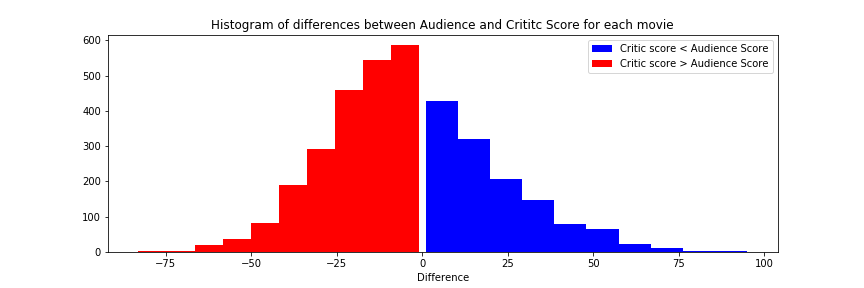 Histogram of differences between Audience and Crititc Score for each movie
600
500
400
300
200
100
0
Critic score < Audience Score
Critic score > Audience Score
−75 −50 −25 0 25 50 75 100
Difference